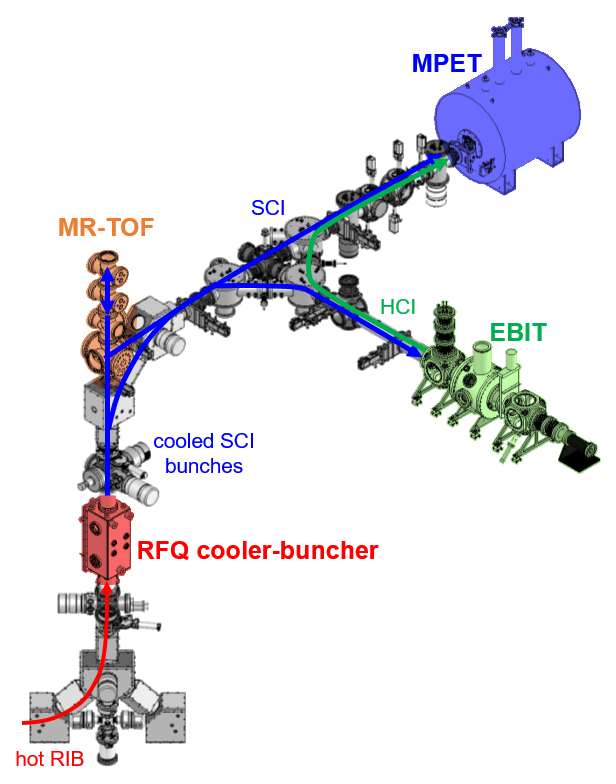 MPET
SCI
MR-TOF
HCI
EBIT
cooled SCI
bunches
RFQ cooler-buncher
hot RIB